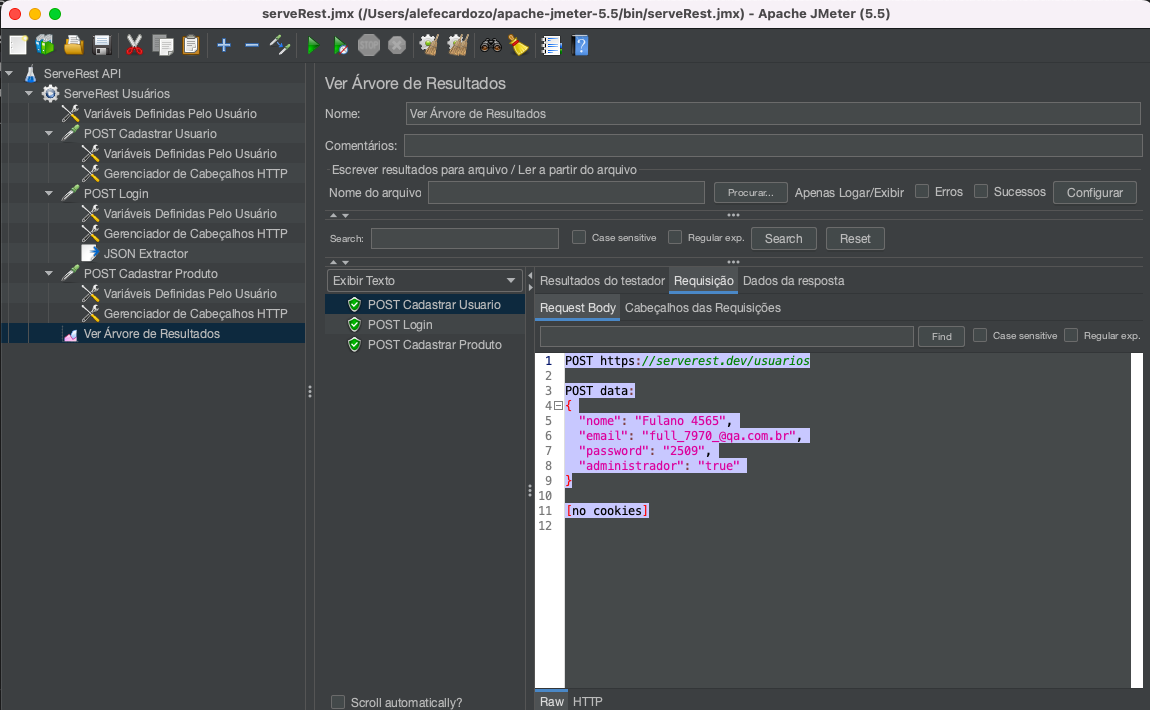 serveRest.jmx (/Users/alefecardozo/apache-jmeter-5.5/bin/serveRest.jmx) - Apache JMeter (5.5)
STOP
ServeRest API
ServeRest Usuários
Variáveis Definidas Pelo Usuário
POST Cadastrar Usuario
Variáveis Definidas Pelo Usuário
Gerenciador de Cabeçalhos HTTP
POST Login
Variáveis Definidas Pelo Usuário
Gerenciador de Cabeçalhos HTTP
JSON Extractor
POST Cadastrar Produto
Variáveis Definidas Pelo Usuário
Gerenciador de Cabeçalhos HTTP
Ver Árvore de Resultados
Ver Árvore de Resultados
Nome: Ver Árvore de Resultados
Comentários:
Escrever resultados para arquivo / Ler a partir do arquivo
Nome do arquivo Procurar... Apenas Logar/Exibir Erros Sucessos Configurar
Search: Case sensitive Regular exp. Search Reset
Exibir Texto
POST Cadastrar Usuario
POST Login
POST Cadastrar Produto
Scroll automatically?
Resultados do testador Requisição Dados da resposta
Request Body Cabeçalhos das Requisições
Find Case sensitive Regular exp.
1 POST https://serverest.dev/usuarios
2
3 POST data:
4 {
5 "nome": "Fulano 4565",
6 "email": "full_7970_@qa.com.br",
7 "password": "2509",
8 "administrador": "true"
9 }
10
11 [no cookies]
12
Raw HTTP